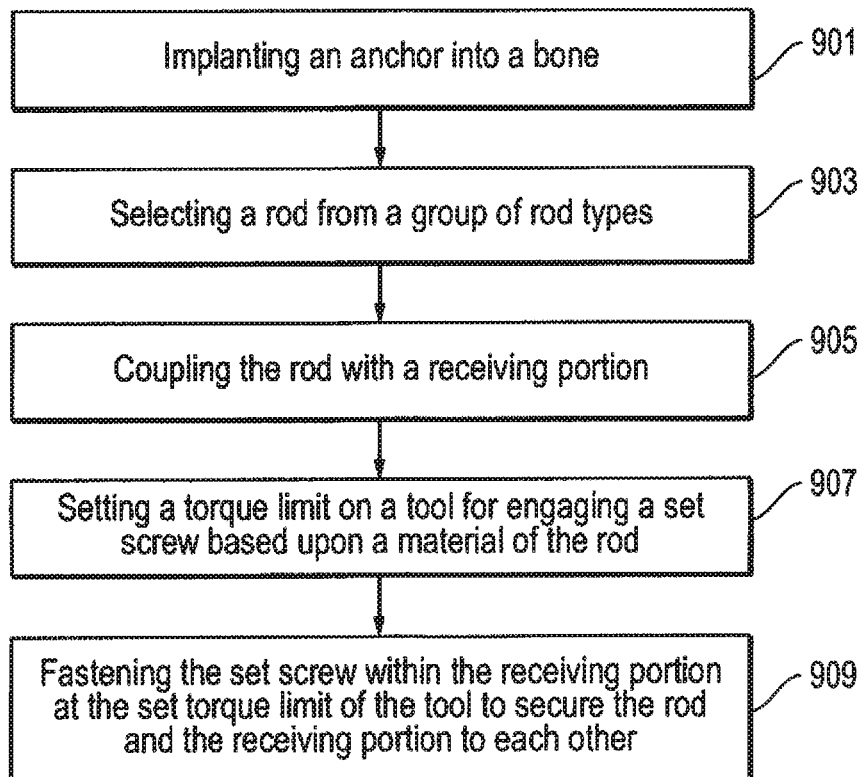 Implanting an anchor into a bone
901
Selecting a rod from a group of rod types
903
Coupling the rod with a receiving portion
905
Setting a torque limit on a tool for engaging a set
screw based upon a material of the rod
907
Fastening the set screw within the receiving portion
at the set torque limit of the tool to secure the rod
and the receiving portion to each other
909